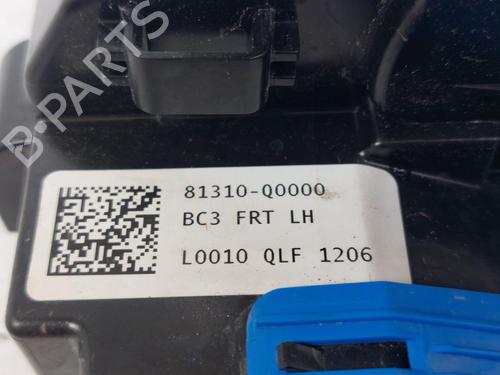 B-PARTS
81310-Q0000
BC3 FRT LH
L0010 QLF 1206